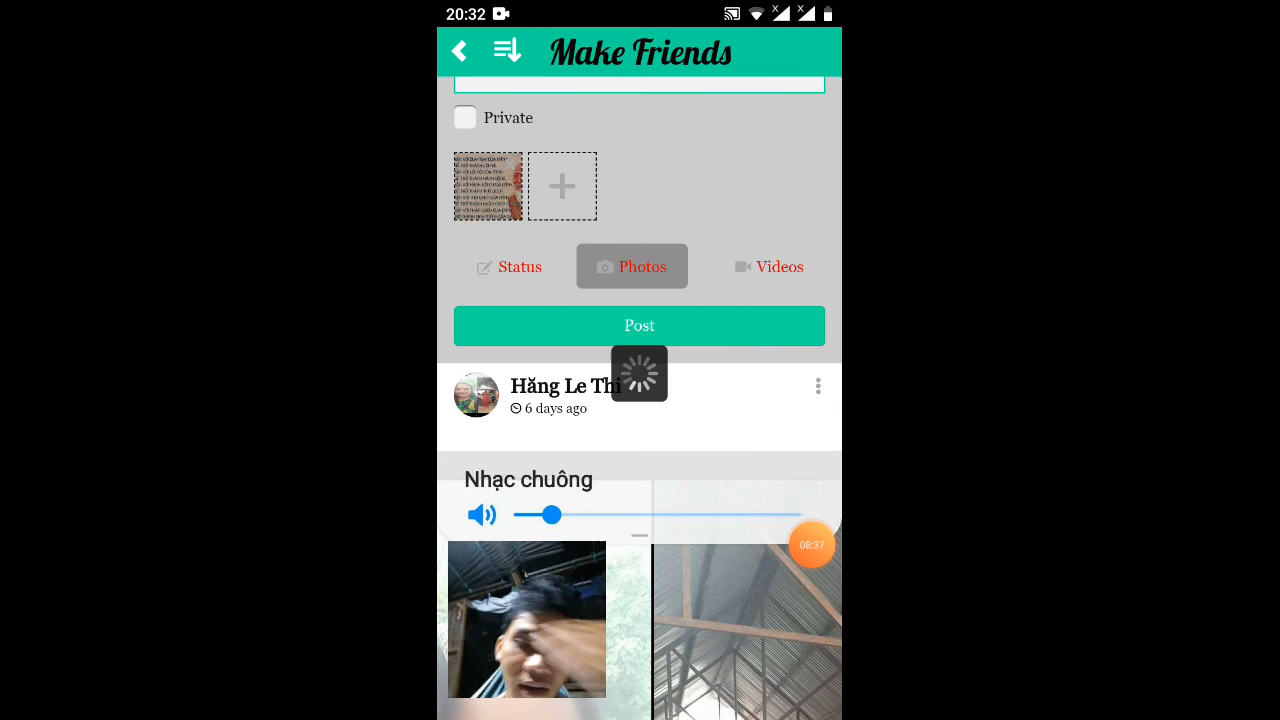 20:32
Make Friends
Private
Status
Photos
Videos
Post
Hăng Le Thi
6 days ago
Nhạc chuông
08:37